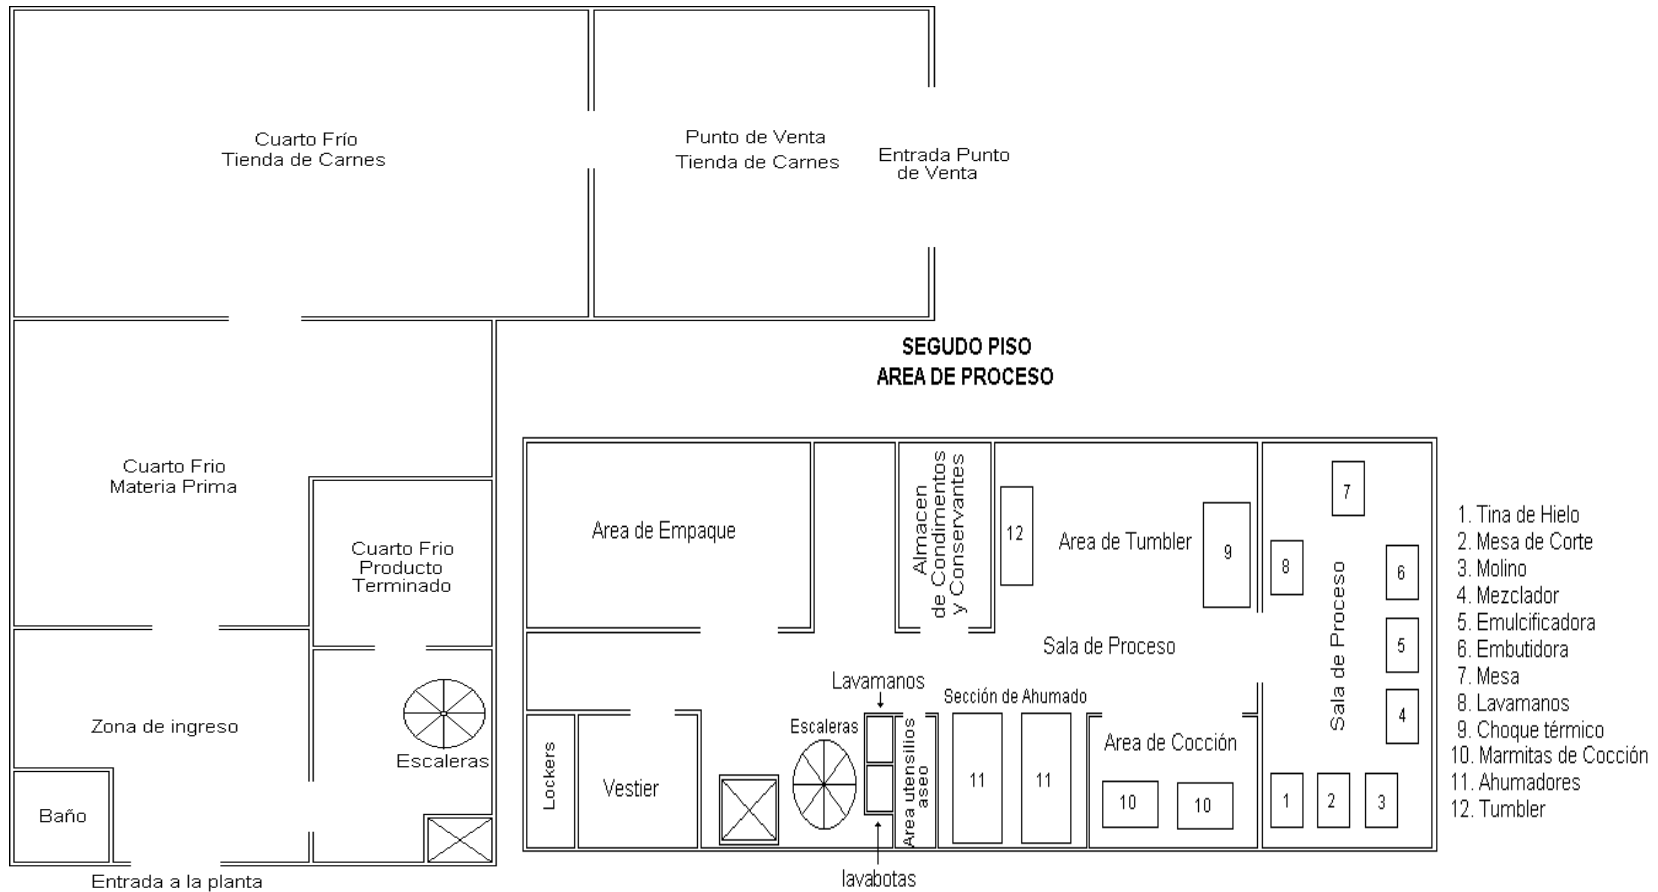 Cuarto Frío
Tienda de Carnes
Punto de Venta
Tienda de Carnes
Entrada Punto
de Venta
SEGUDO PISO
AREA DE PROCESO
Cuarto Frio
Materia Prima
Cuarto Frio
Producto
Terminado
Zona de ingreso
Escaleras
Baño
Entrada a la planta
Area de Empaque
Almacen
de Condimentos
y Conservantes
12
Area de Tumbler
9
7
8
6
5
4
Sala de Proceso
Sala de Proceso
Lavamanos
Sección de Ahumado
Escaleras
Lockers
Vestier
Area utensilios
aseo
11
11
Area de Cocción
10
10
1
2
3
lavabotas
1. Tina de Hielo
2. Mesa de Corte
3. Molino
4. Mezclador
5. Emulcificadora
6. Embutidora
7. Mesa
8. Lavamanos
9. Choque térmico
10. Marmitas de Cocción
11. Ahumadores
12. Tumbler